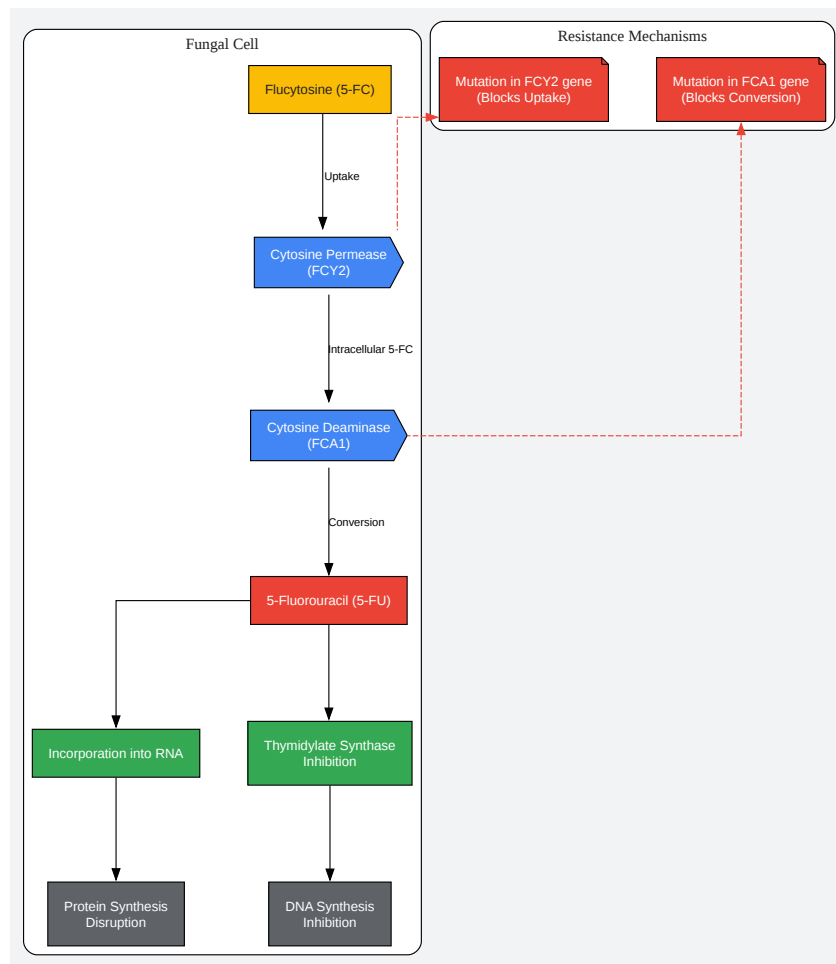 Fungal Cell
Resistance Mechanisms
Flucytosine (5-FC)
Mutation in FCY2 gene
(Blocks Uptake)
Mutation in FCA1 gene
(Blocks Conversion)
Uptake
Cytosine Permease
(FCY2)
Intracellular 5-FC
Cytosine Deaminase
(FCA1)
Conversion
5-Fluorouracil (5-FU)
Incorporation into RNA
Thymidylate Synthase
Inhibition
Protein Synthesis
Disruption
DNA Synthesis
Inhibition